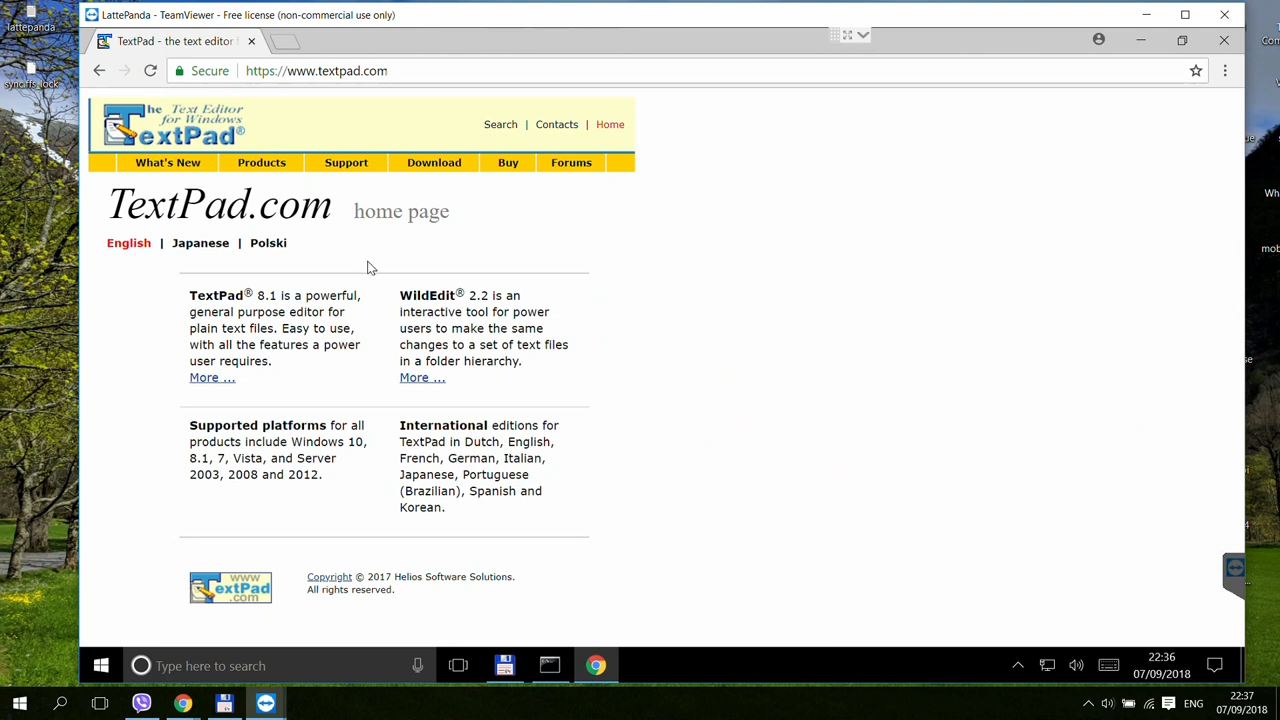 lattepanda
LattePanda - TeamViewer - Free license (non-commercial use only)
TextPad - the text editor f
Secure
https://www.textpad.com
synciffs_lock
The Text Editor
for Windows
TextPad®
Search | Contacts | Home
What's New Products Support Download Buy Forums
TextPad.com home page
English | Japanese | Polski
TextPad® 8.1 is a powerful,
general purpose editor for
plain text files. Easy to use,
with all the features a power
user requires.
More ...
WildEdit® 2.2 is an
interactive tool for power
users to make the same
changes to a set of text files
in a folder hierarchy.
More ...
Supported platforms for all
products include Windows 10,
8.1, 7, Vista, and Server
2003, 2008 and 2012.
International editions for
TextPad in Dutch, English,
French, German, Italian,
Japanese, Portuguese
(Brazilian), Spanish and
Korean.
www
TextPad
.com
Copyright © 2017 Helios Software Solutions.
All rights reserved.
Type here to search
22:36
07/09/2018
ENG
22:37
07/09/2018